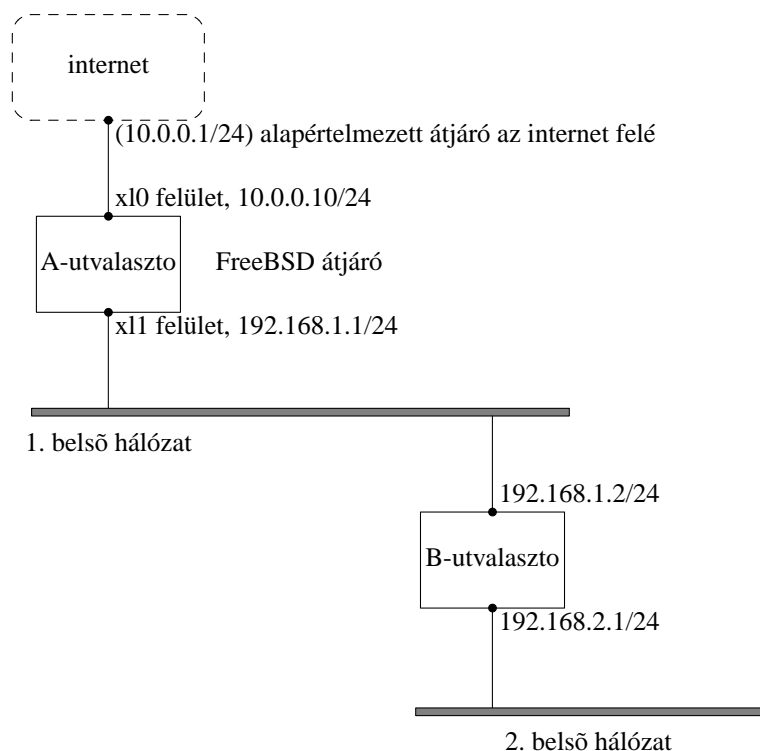 internet
(10.0.0.1/24) alapértelmezett átjáró az internet felé
xl0 felület, 10.0.0.10/24
A-utvalaszto
FreeBSD átjáró
xl1 felület, 192.168.1.1/24
1. belsõ hálózat
192.168.1.2/24
B-utvalaszto
192.168.2.1/24
2. belsõ hálózat